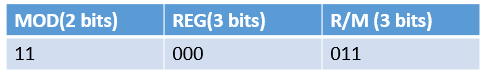 MOD(2 bits) REG(3 bits) R/M (3 bits)
11 000 011